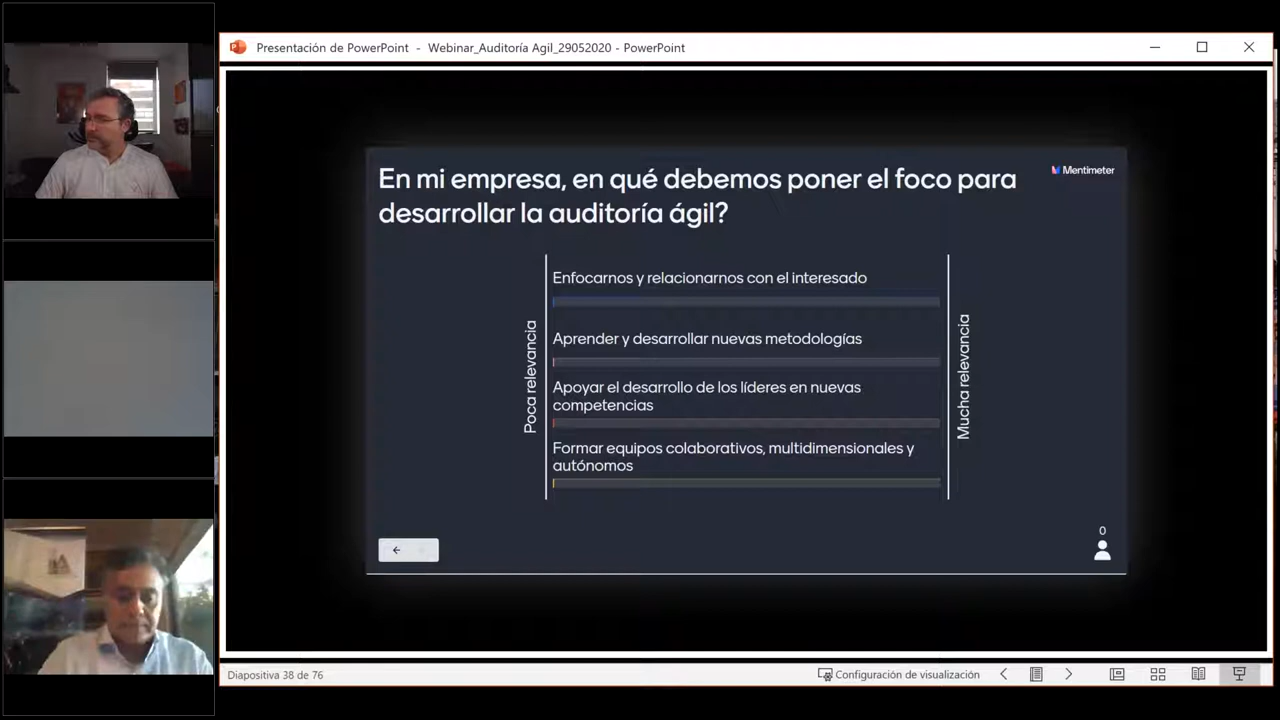 Presentación de PowerPoint - Webinar_Auditoría Agil_29052020 - PowerPoint
En mi empresa, en qué debemos poner el foco para
desarrollar la auditoría ágil?
Mentimeter
Poca relevancia
Enfocarnos y relacionarnos con el interesado
Aprender y desarrollar nuevas metodologías
Apoyar el desarrollo de los líderes en nuevas
competencias
Formar equipos colaborativos, multidimensionales y
autónomos
Mucha relevancia
0
Diapositiva 38 de 76
Configuración de visualización